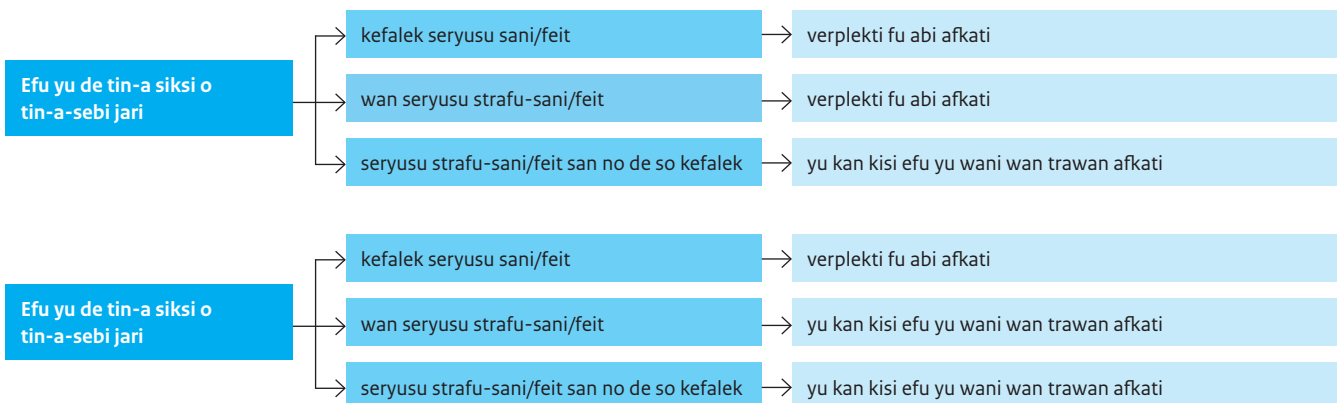 kefalek seryusu sani/feit
verplekti fu abi afkati
Efu yu de tin-a siksi o
tin-a-sebi jari
wan seryusu strafu-sani/feit
verplekti fu abi afkati
seryusu strafu-sani/feit san no de so kefalek
yu kan kisi efu yu wani wan trawan afkati
kefalek seryusu sani/feit
verplekti fu abi afkati
Efu yu de tin-a siksi o
tin-a-sebi jari
wan seryusu strafu-sani/feit
yu kan kisi efu yu wani wan trawan afkati
seryusu strafu-sani/feit san no de so kefalek
yu kan kisi efu yu wani wan trawan afkati